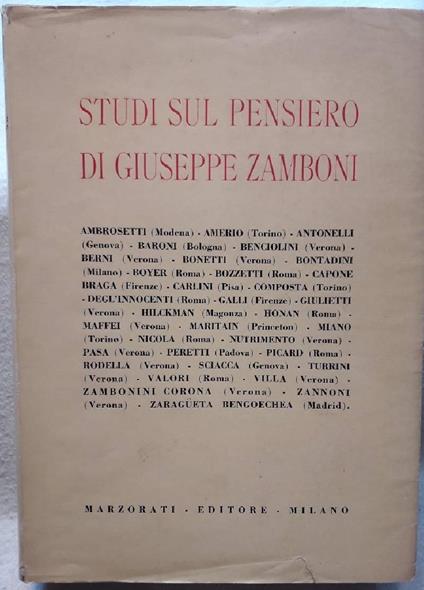 STUDI SUL PENSIERO
DI GIUSEPPE ZAMBONI
AMBROSETTI (Modena) - AMERIO (Torino) - ANTONELLI
(Genova) - BARONI (Bologna) - BENCIOLINI (Verona) -
BERNI (Verona) - BONETTI (Verona) - BONTADINI
(Milano) - BOYER (Roma) - BOZZETTI (Roma) - CAPONE
BRAGA (Firenze) - CARLINI (Pisa) - COMPOSTA (Torino)
- DEGL'INNOCENTI (Roma) - GALLI (Firenze) - GIULIETTI
(Verona) - HILCKMAN (Magonza) - HONAN (Roma) -
MAFFEI (Verona) - MARITAIN (Princeton) - MIANO
(Torino) - NICOLA (Roma) - NUTRIMENTO (Verona) -
PASA (Verona) - PERETTI (Padova) - PICARD (Roma) -
RODELLA (Verona) - SCIACCA (Genova) - TURRINI
(Verona) - VALORI (Roma) - VILLA (Verona) -
ZAMBONINI CORONA (Verona) - ZANNONI
(Verona) - ZARAGÜETA BENGOECHEA (Madrid).
MARZORATI - EDITORE - MILANO